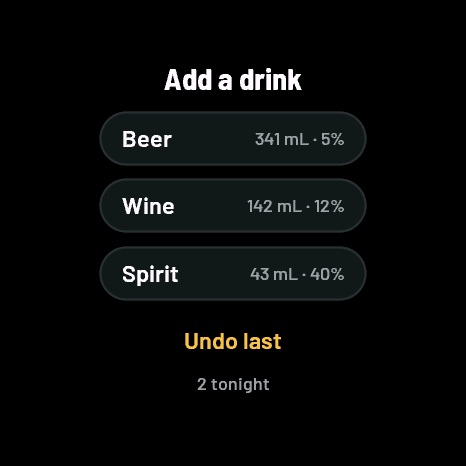 Add a drink
Beer 341 mL · 5%
Wine 142 mL · 12%
Spirit 43 mL · 40%
Undo last
2 tonight